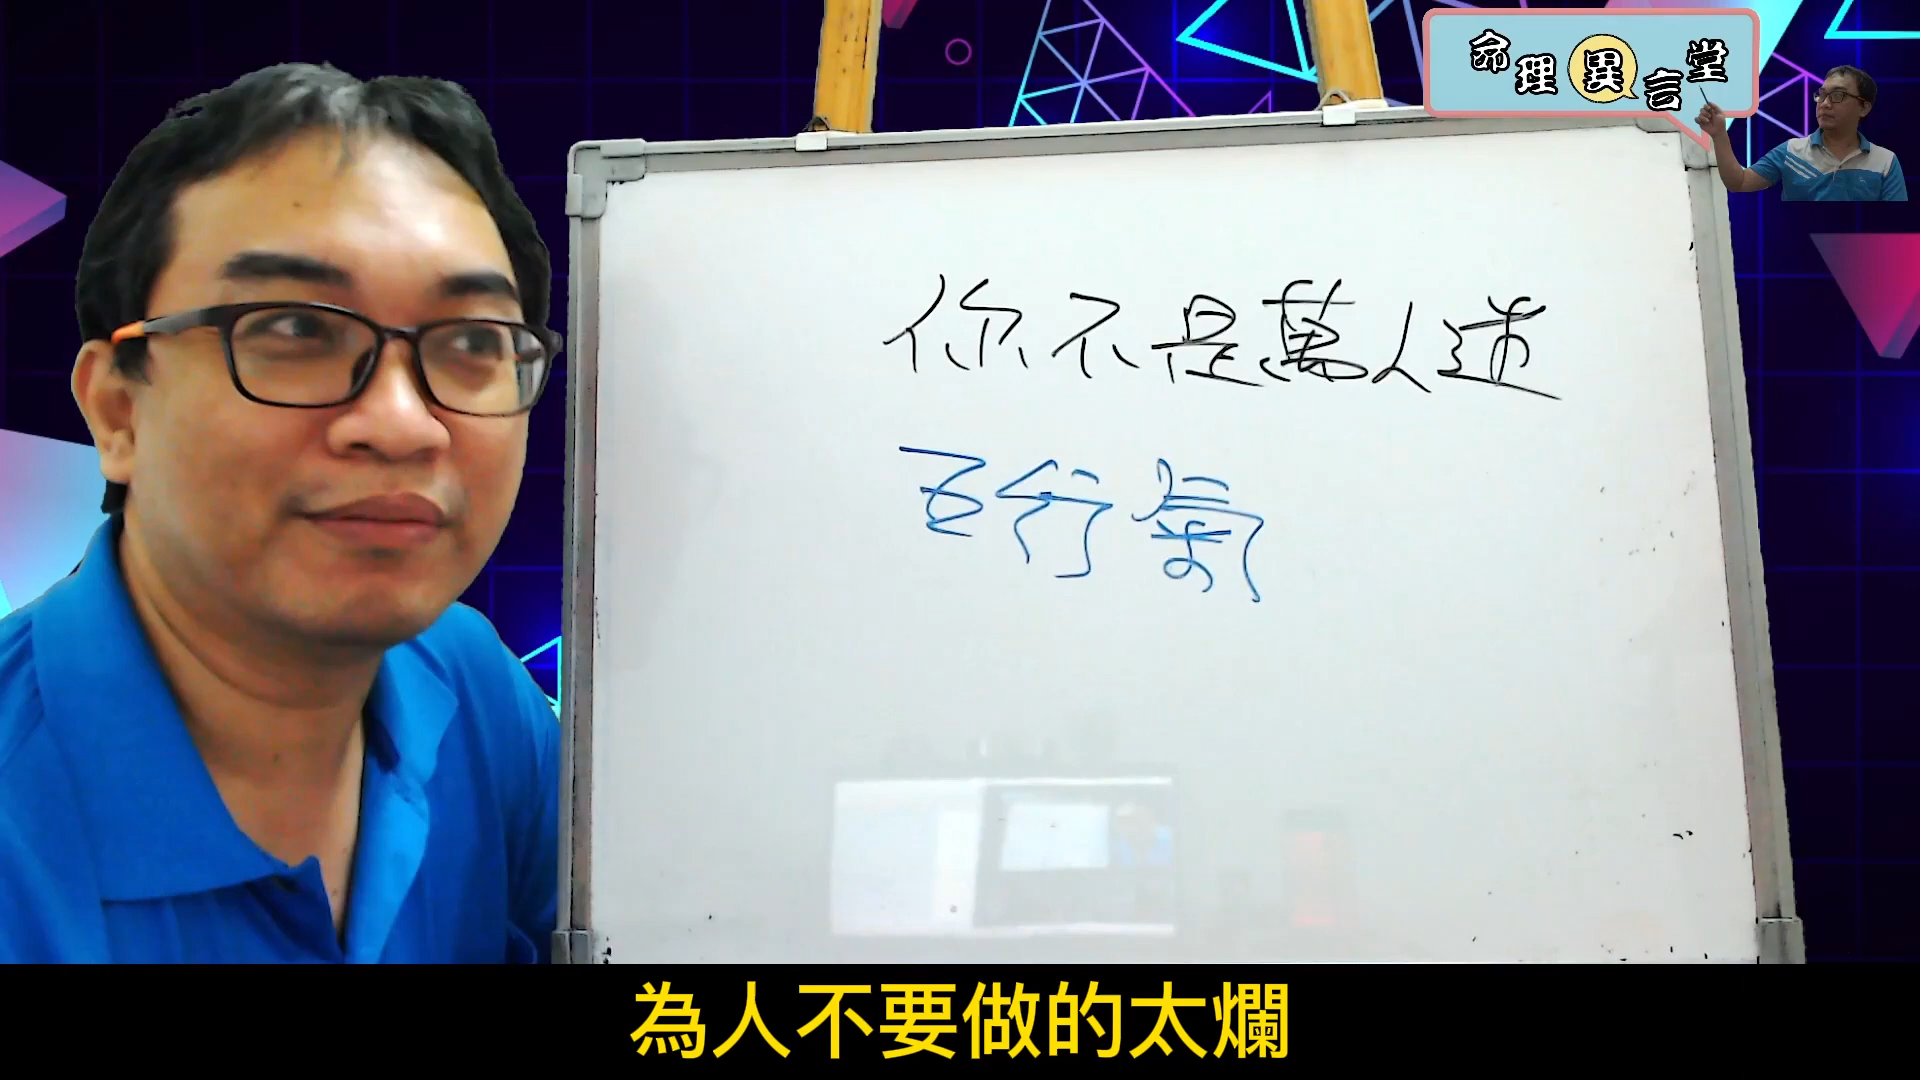 命理異言堂
你不是萬人迷
五行氣
為人不要做的太爛